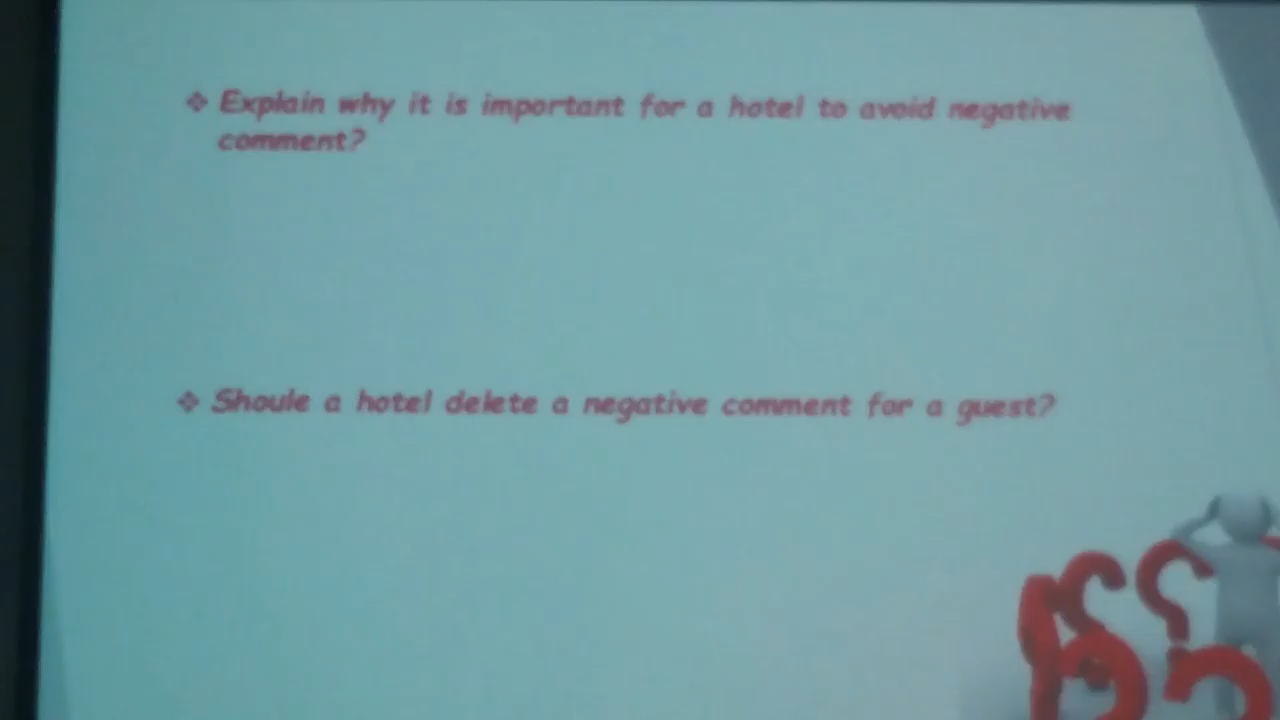 ❖ Explain why it is important for a hotel to avoid negative
comment?
❖ Shoule a hotel delete a negative comment for a guest?